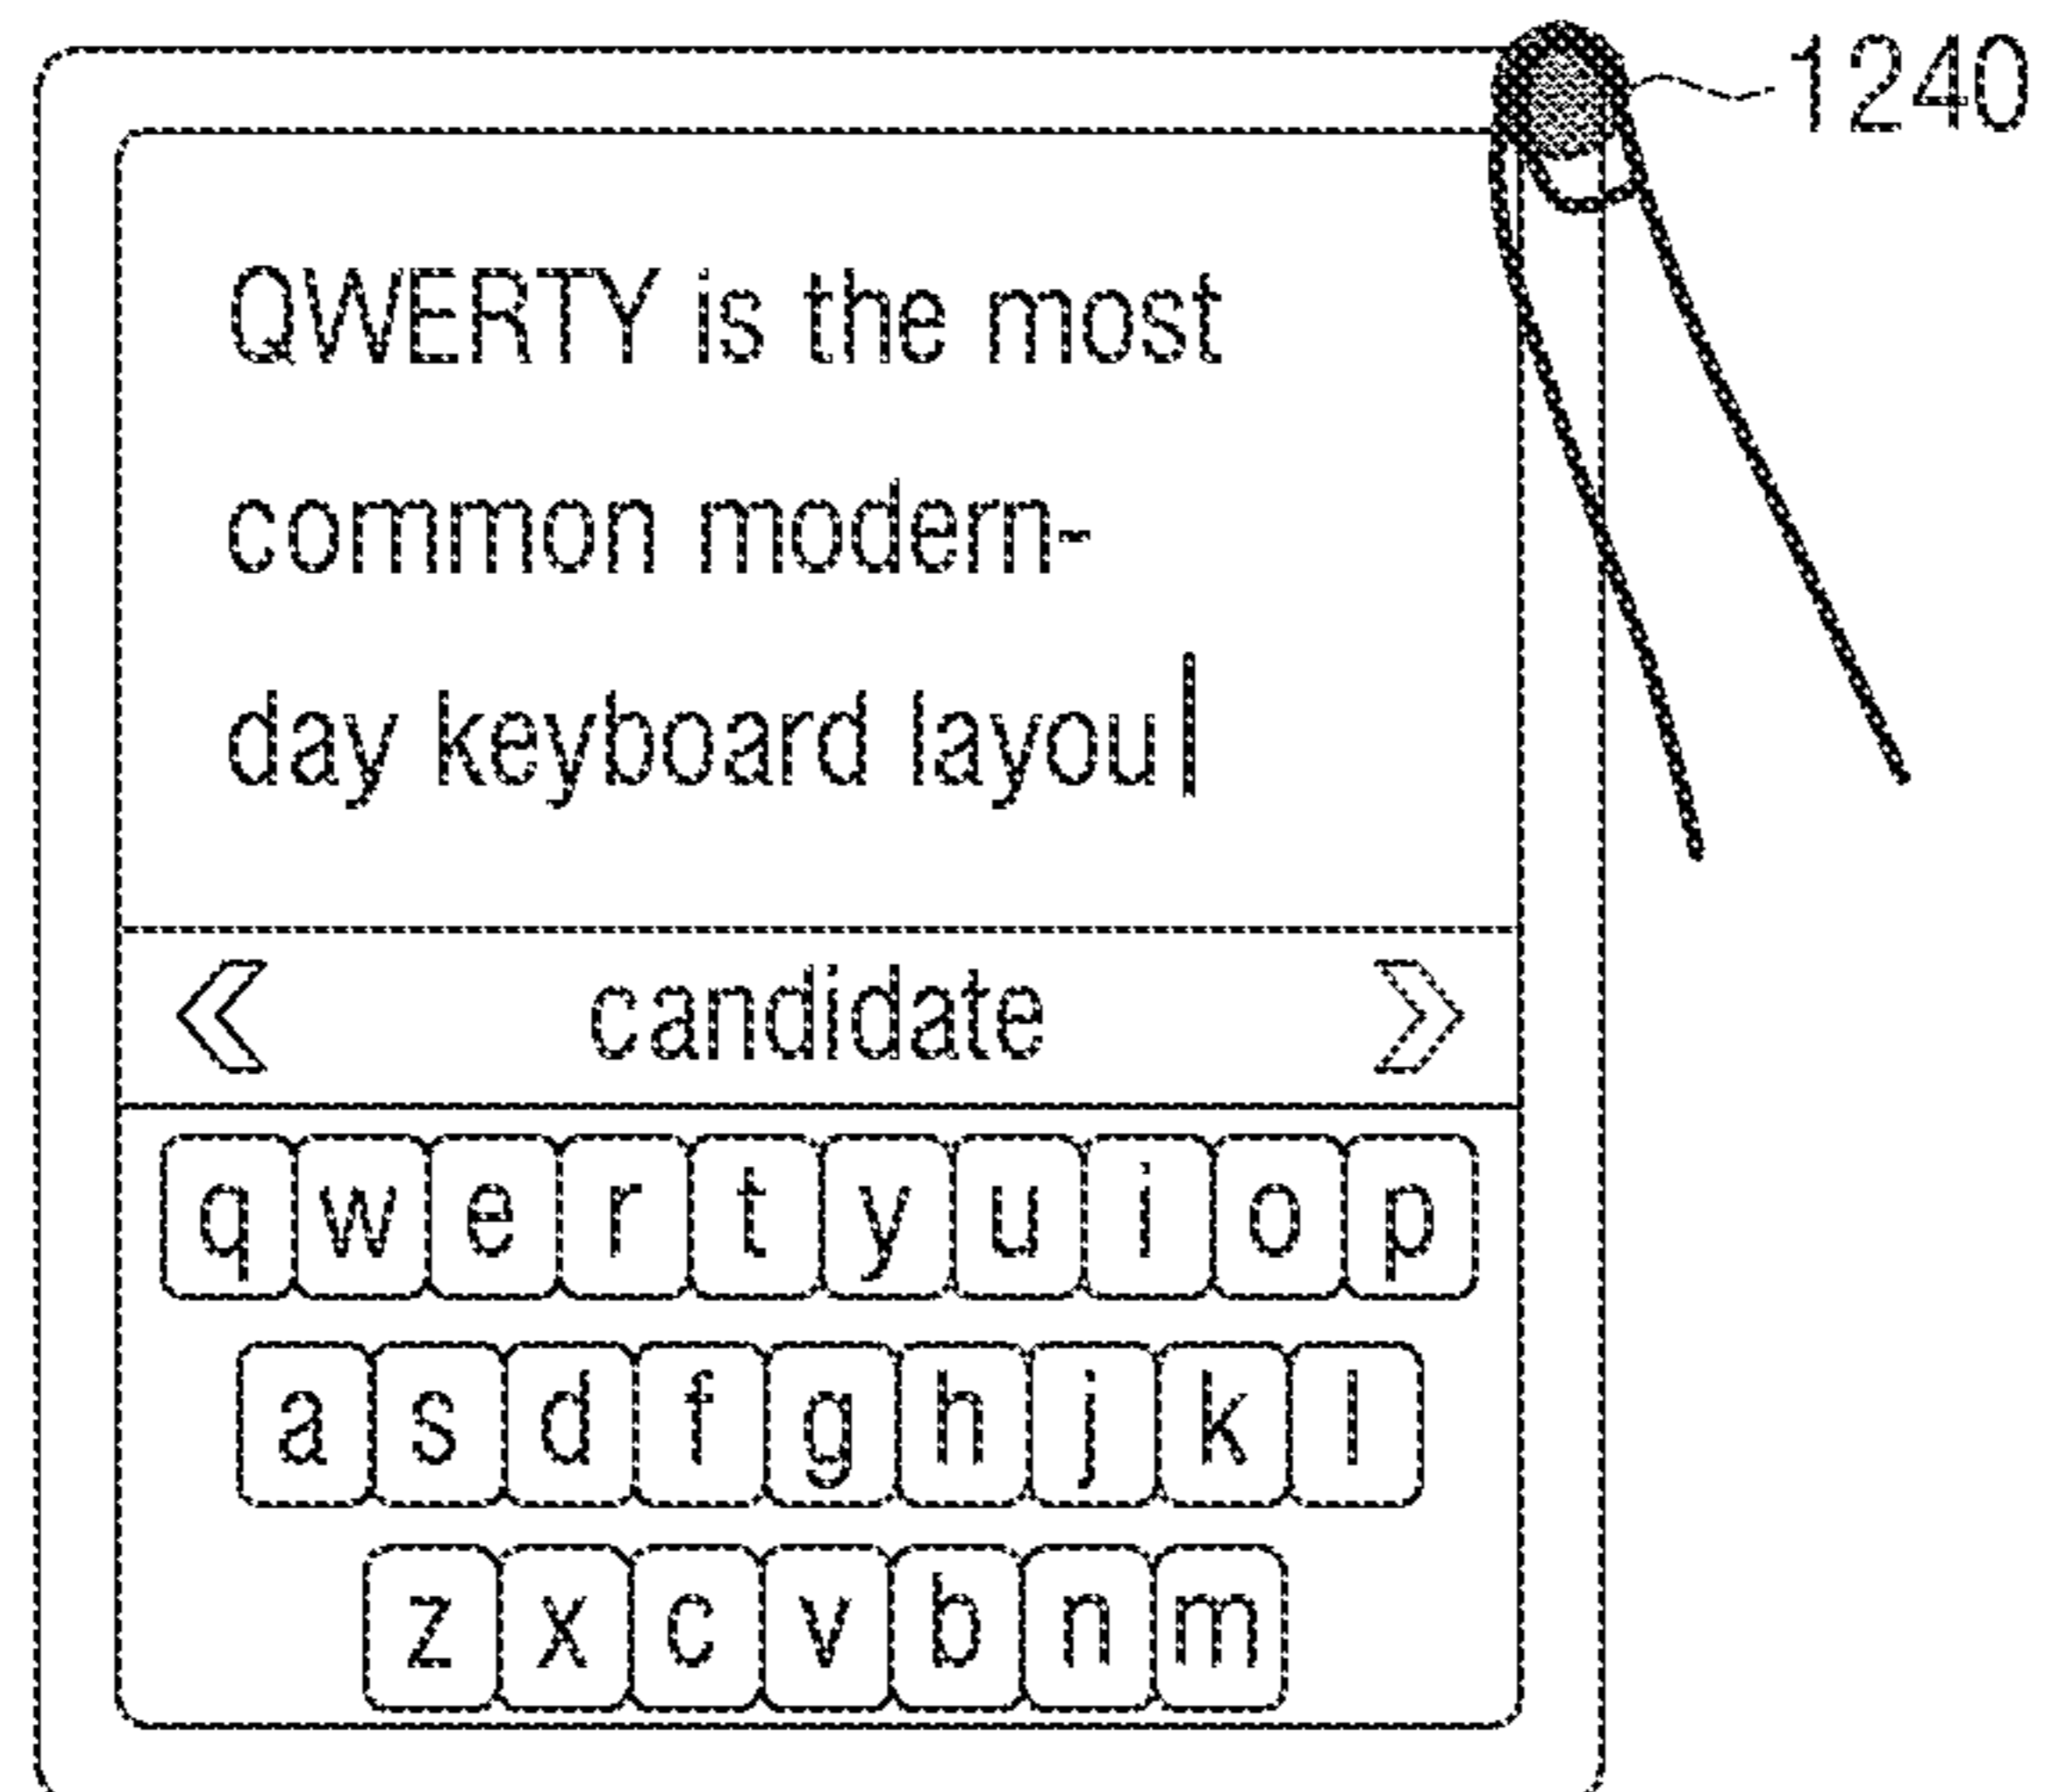 1240
QWERTY is the most
common modern-
day keyboard layou
candidate
q w e r t y u i o p
a s d f g h j k l
z x c v b n m